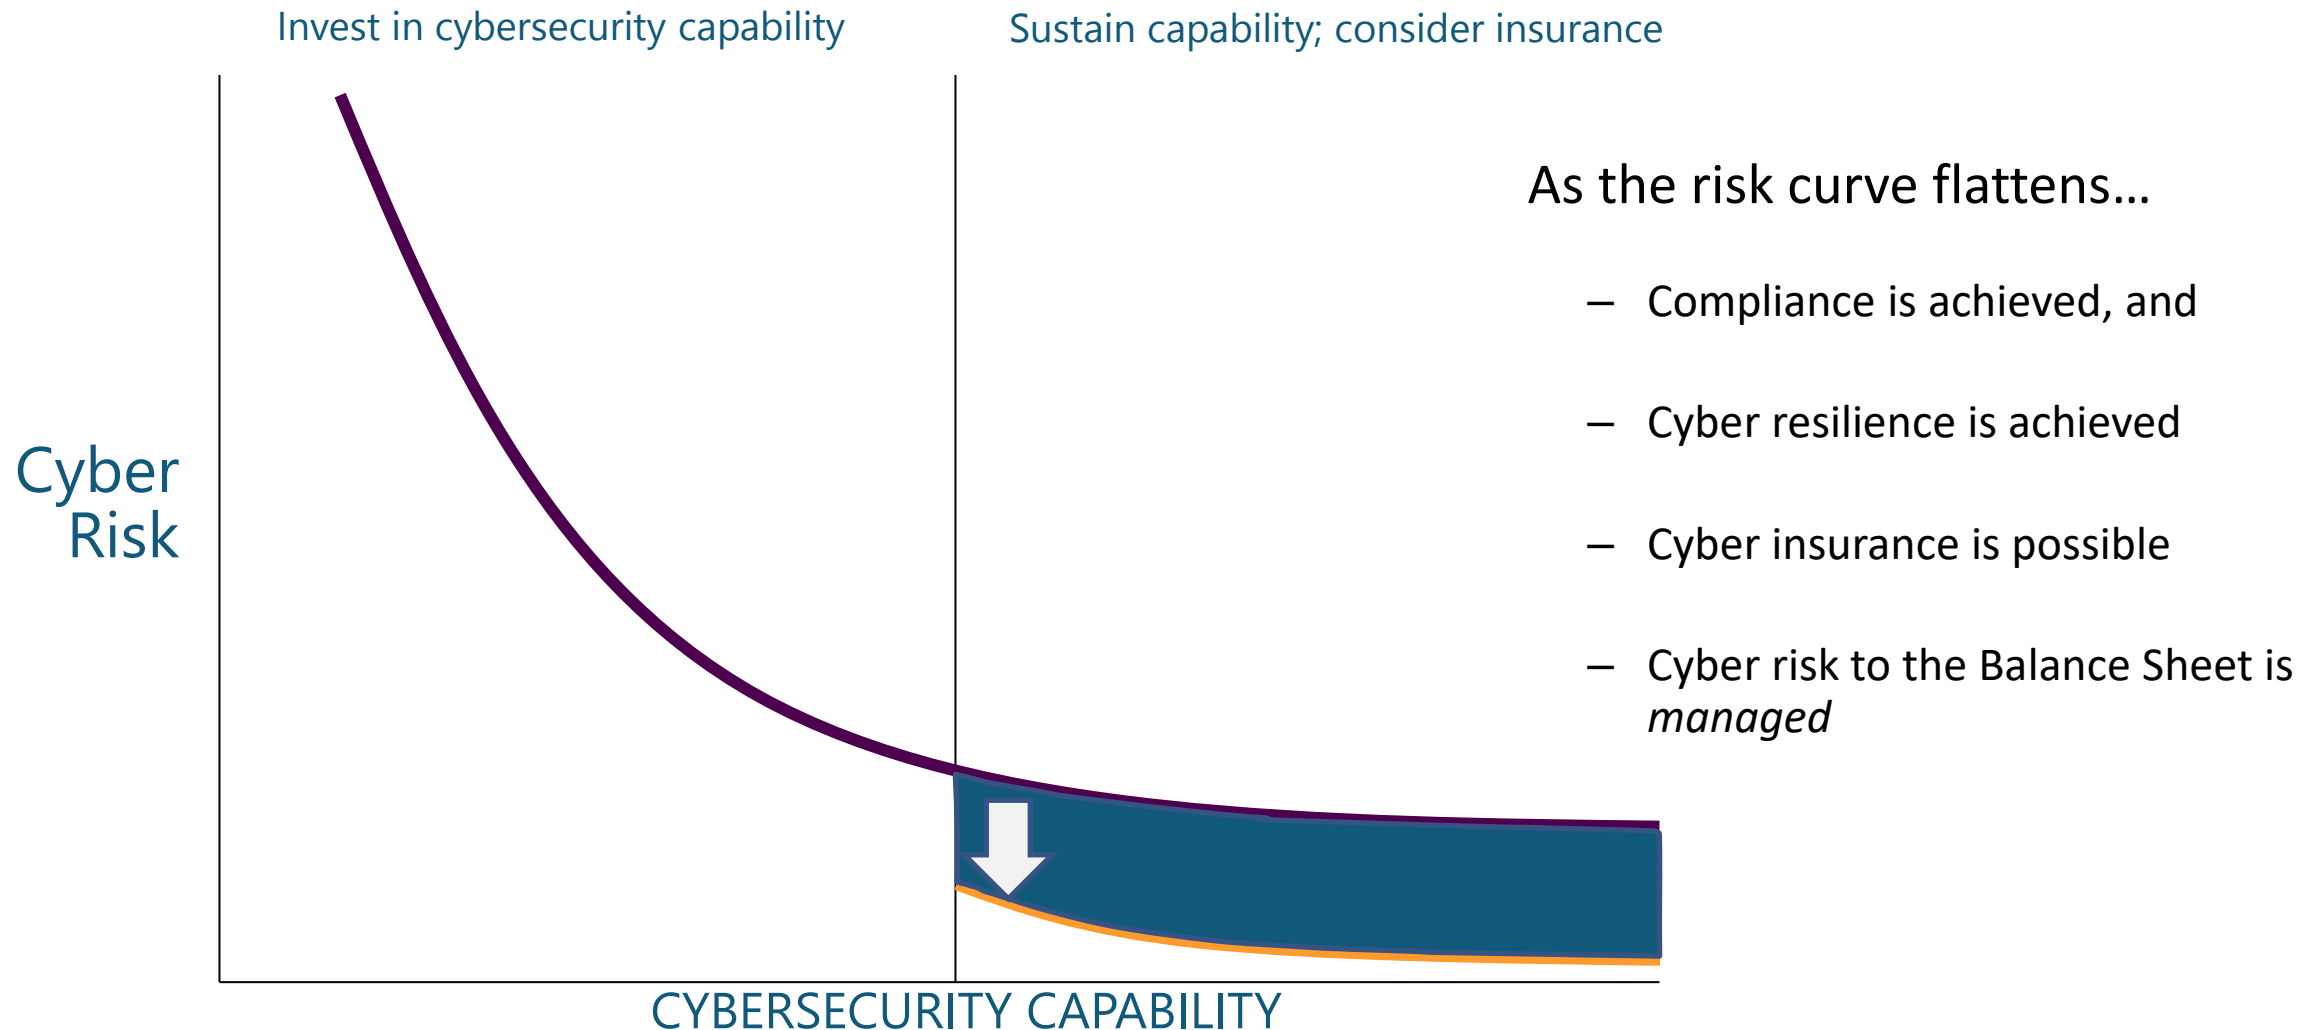 Invest in cybersecurity capability
Sustain capability; consider insurance
Cyber
Risk
CYBERSECURITY CAPABILITY
As the risk curve flattens…
– Compliance is achieved, and
– Cyber resilience is achieved
– Cyber insurance is possible
– Cyber risk to the Balance Sheet is
managed